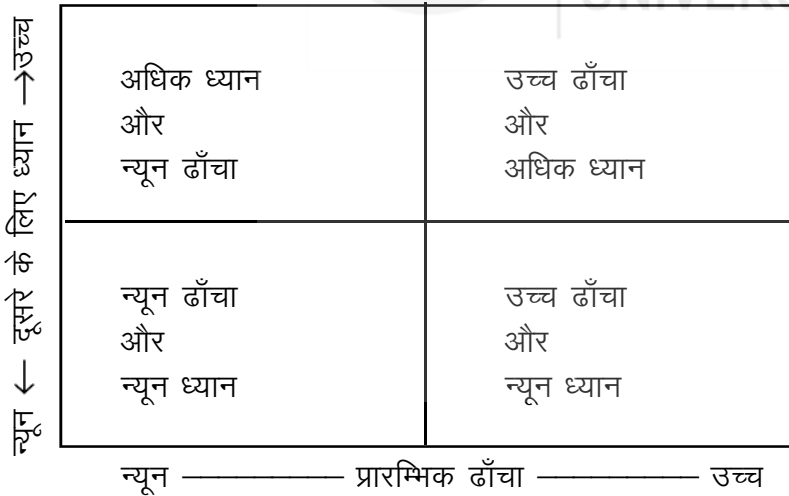 अधिक ध्यान
और
न्यून ढाँचा
उच्च ढाँचा
और
अधिक ध्यान
न्यून ढाँचा
और
न्यून ध्यान
उच्च ढाँचा
और
न्यून ध्यान
न्यून ← दूसरे के लिए ध्यान → उच्च
न्यून ——— प्रारम्भिक ढाँचा ——— उच्च